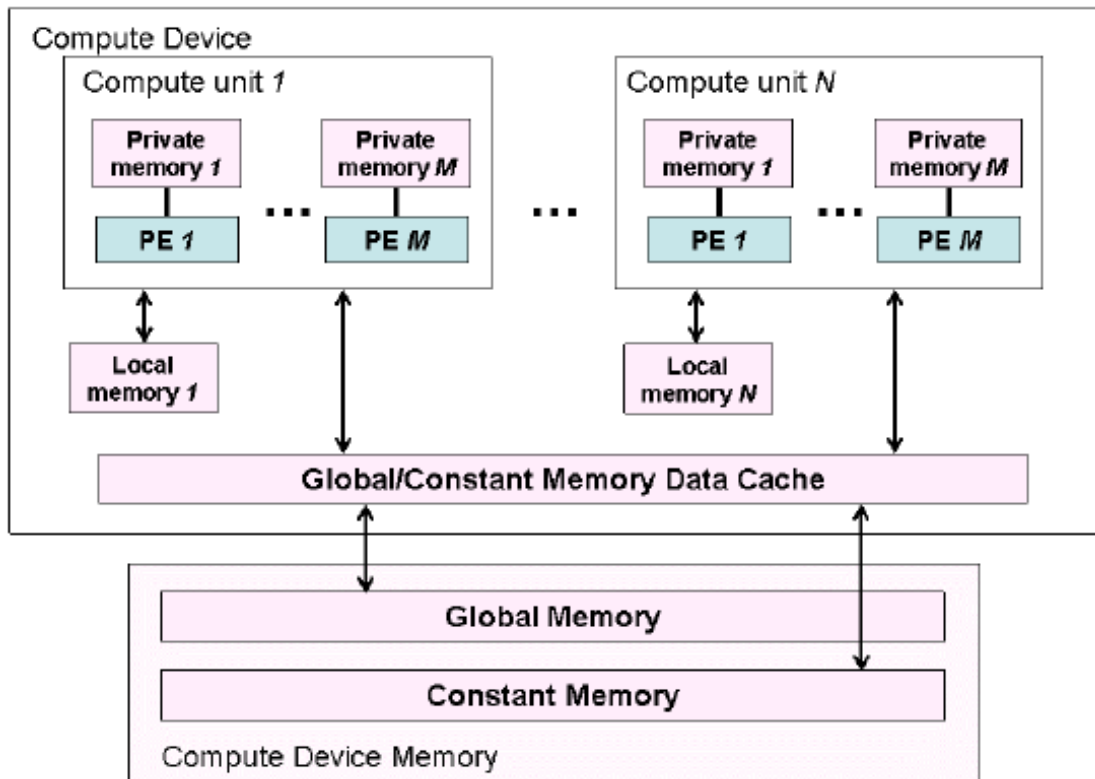 Compute Device
Compute unit 1
Compute unit N
Private
memory 1
Private
memory M
Private
memory 1
Private
memory M
...
...
...
PE 1
PE M
PE 1
PE M
Local
memory 1
Local
memory N
Global/Constant Memory Data Cache
Global Memory
Constant Memory
Compute Device Memory